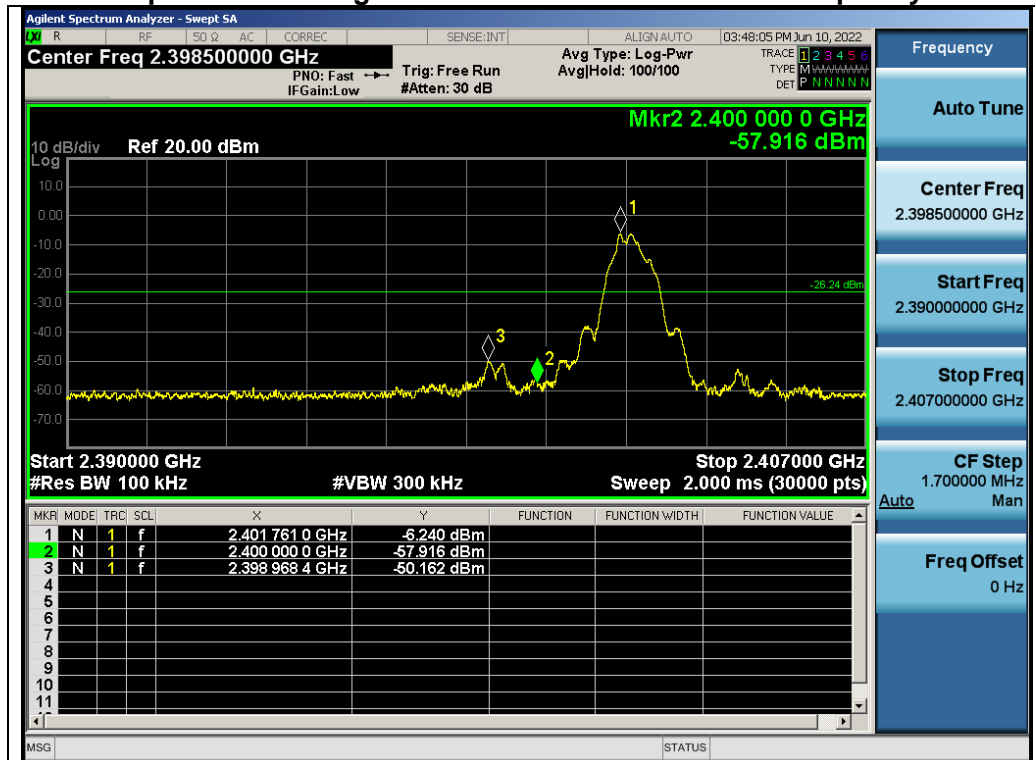 Agilent Spectrum Analyzer - Swept SA
LXI R RF 50 Ω AC CORREC SENSE:INT ALIGN AUTO 03:48:05 PM Jun 10, 2022
Center Freq 2.398500000 GHz
PNO: Fast
IFGain:Low
Trig: Free Run
#Atten: 30 dB
Avg Type: Log-Pwr
Avg|Hold: 100/100
TRACE 1 2 3 4 5 6
TYPE M
DET P N N N N N
Mkr2 2.400 000 0 GHz
-57.916 dBm
10 dB/div Ref 20.00 dBm
Log
10.0
0.00
-10.0
-20.0
-30.0
-40.0
-50.0
-60.0
-70.0
1
2
3
-26.24 dBm
Start 2.390000 GHz Stop 2.407000 GHz
#Res BW 100 kHz #VBW 300 kHz Sweep 2.000 ms (30000 pts)
MKR MODE TRC SCL X Y FUNCTION FUNCTION WIDTH FUNCTION VALUE
1 N 1 f 2.401 761 0 GHz -6.240 dBm
2 N 1 f 2.400 000 0 GHz -57.916 dBm
3 N 1 f 2.398 968 4 GHz -50.162 dBm
4
5
6
7
8
9
10
11
MSG STATUS
Frequency
Auto Tune
Center Freq
2.398500000 GHz
Start Freq
2.390000000 GHz
Stop Freq
2.407000000 GHz
CF Step
1.700000 MHz
Auto Man
Freq Offset
0 Hz